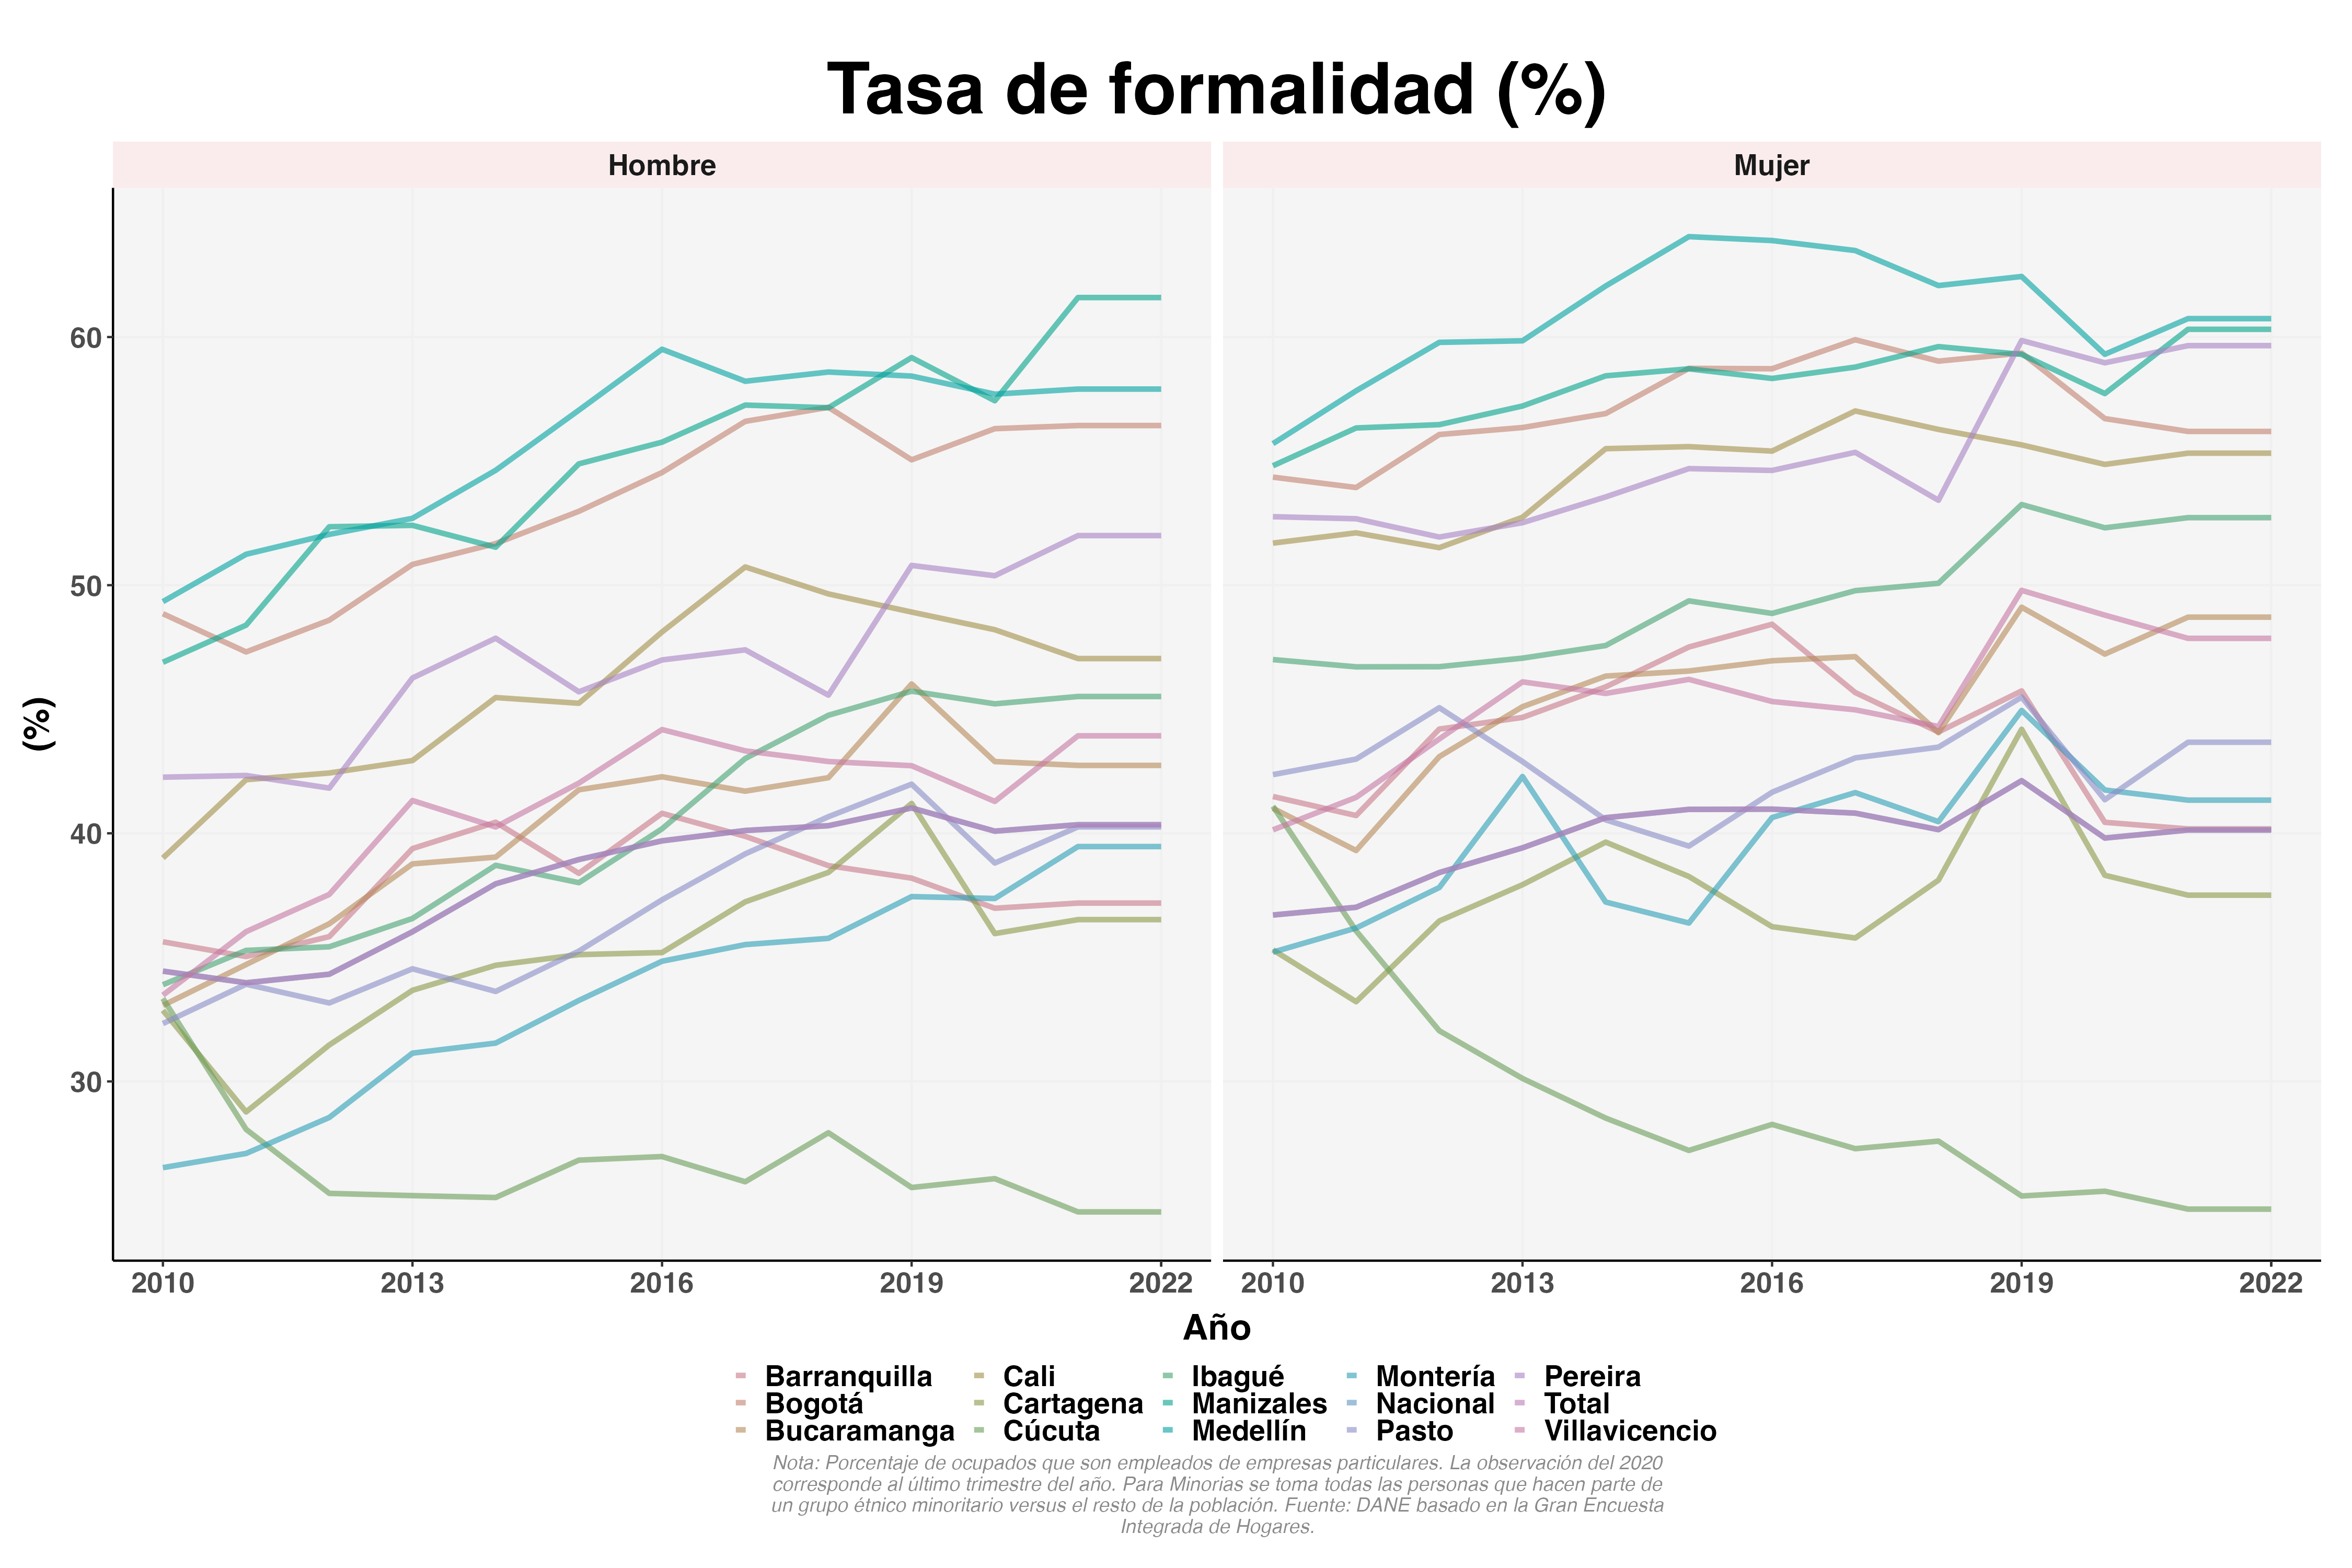 Tasa de formalidad (%)
Hombre
Mujer
(%)
60
50
40
30
2010 2013 2016 2019 2022
2010 2013 2016 2019 2022
Año
Barranquilla Cali Ibagué Montería Pereira
Bogotá Cartagena Manizales Nacional Total
Bucaramanga Cúcuta Medellín Pasto Villavicencio
Nota: Porcentaje de ocupados que son empleados de empresas particulares. La observación del 2020
corresponde al último trimestre del año. Para Minorias se toma todas las personas que hacen parte de
un grupo étnico minoritario versus el resto de la población. Fuente: DANE basado en la Gran Encuesta
Integrada de Hogares.